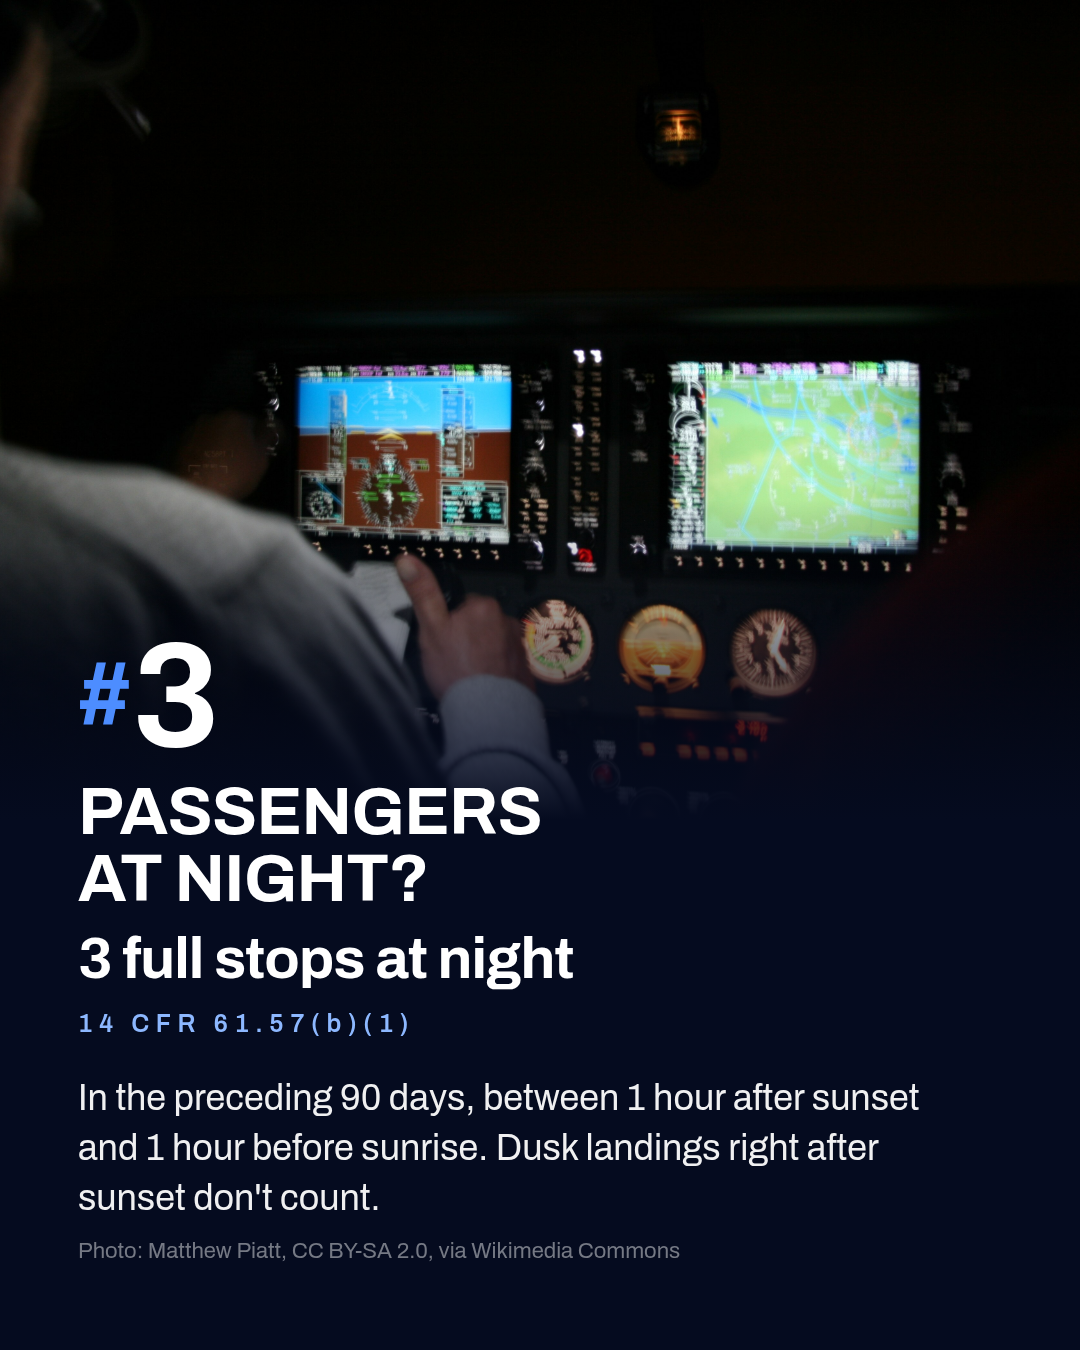 #3
PASSENGERS
AT NIGHT?
3 full stops at night
14 CFR 61.57(b)(1)
In the preceding 90 days, between 1 hour after sunset
and 1 hour before sunrise. Dusk landings right after
sunset don't count.
Photo: Matthew Piatt, CC BY-SA 2.0, via Wikimedia Commons